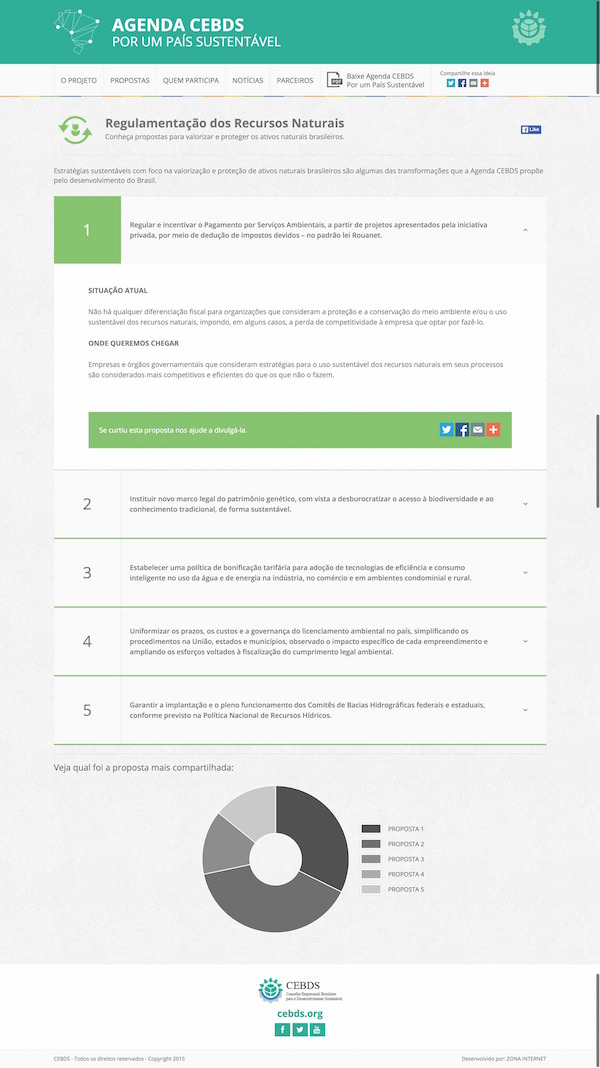 AGENDA CEBDS
POR UM PAÍS SUSTENTÁVEL
O PROJETO
PROPOSTAS
QUEM PARTICIPA
NOTÍCIAS
PARCEIROS
PDF
Baixe Agenda CEBDS
Por um País Sustentável
Compartilhe essa ideia
Regulamentação dos Recursos Naturais
Conheça propostas para valorizar e proteger os ativos naturais brasileiros.
Like
Estratégias sustentáveis com foco na valorização e proteção de ativos naturais brasileiros são algumas das transformações que a Agenda CEBDS propõe
pelo desenvolvimento do Brasil.
1
Regular e incentivar o Pagamento por Serviços Ambientais, a partir de projetos apresentados pela iniciativa
privada, por meio de dedução de impostos devidos – no padrão lei Rouanet.
SITUAÇÃO ATUAL
Não há qualquer diferenciação fiscal para organizações que consideram a proteção e a conservação do meio ambiente e/ou o uso
sustentável dos recursos naturais, impondo, em alguns casos, a perda de competitividade à empresa que optar por fazê-lo.
ONDE QUEREMOS CHEGAR
Empresas e órgãos governamentais que consideram estratégias para o uso sustentável dos recursos naturais em seus processos
são considerados mais competitivos e eficientes do que os que não o fazem.
Se curtiu esta proposta nos ajude a divulgá-la.
2
Instituir novo marco legal do patrimônio genético, com vista a desburocratizar o acesso à biodiversidade e ao
conhecimento tradicional, de forma sustentável.
3
Estabelecer uma política de bonificação tarifária para adoção de tecnologias de eficiência e consumo
inteligente no uso da água e de energia na indústria, no comércio e em ambientes condominial e rural.
4
Uniformizar os prazos, os custos e a governança do licenciamento ambiental no país, simplificando os
procedimentos na União, estados e municípios, observado o impacto específico de cada empreendimento e
ampliando os esforços voltados à fiscalização do cumprimento legal ambiental.
5
Garantir a implantação e o pleno funcionamento dos Comitês de Bacias Hidrográficas federais e estaduais,
conforme previsto na Política Nacional de Recursos Hídricos.
Veja qual foi a proposta mais compartilhada:
PROPOSTA 1
PROPOSTA 2
PROPOSTA 3
PROPOSTA 4
PROPOSTA 5
CEBDS
Conselho Empresarial Brasileiro
para o Desenvolvimento Sustentável
cebds.org
CEBDS - Todos os direitos reservados - Copyright 2015
Desenvolvido por: ZONA INTERNET